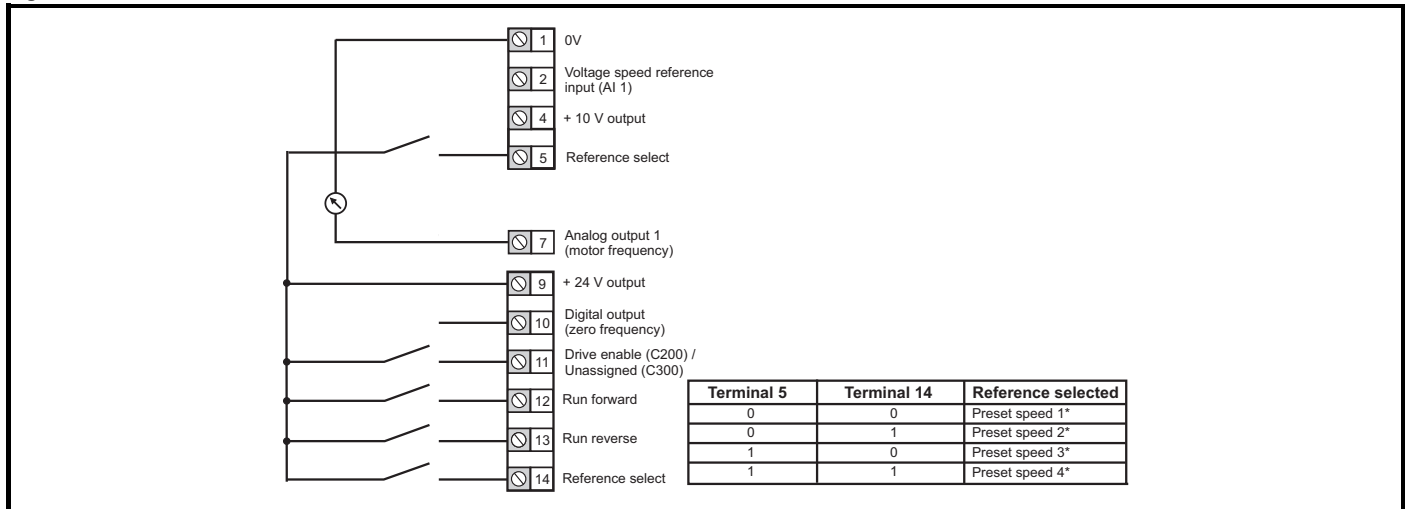 1 0V
2 Voltage speed reference
input (AI 1)
4 + 10 V output
5 Reference select
7 Analog output 1
(motor frequency)
9 + 24 V output
10 Digital output
(zero frequency)
11 Drive enable (C200) /
Unassigned (C300)
12 Run forward
13 Run reverse
14 Reference select
Terminal 5 Terminal 14 Reference selected
0 0 Preset speed 1*
0 1 Preset speed 2*
1 0 Preset speed 3*
1 1 Preset speed 4*